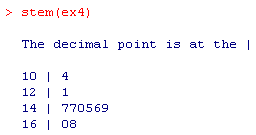 > stem(ex4)
The decimal point is at the |
10 | 4
12 | 1
14 | 770569
16 | 08